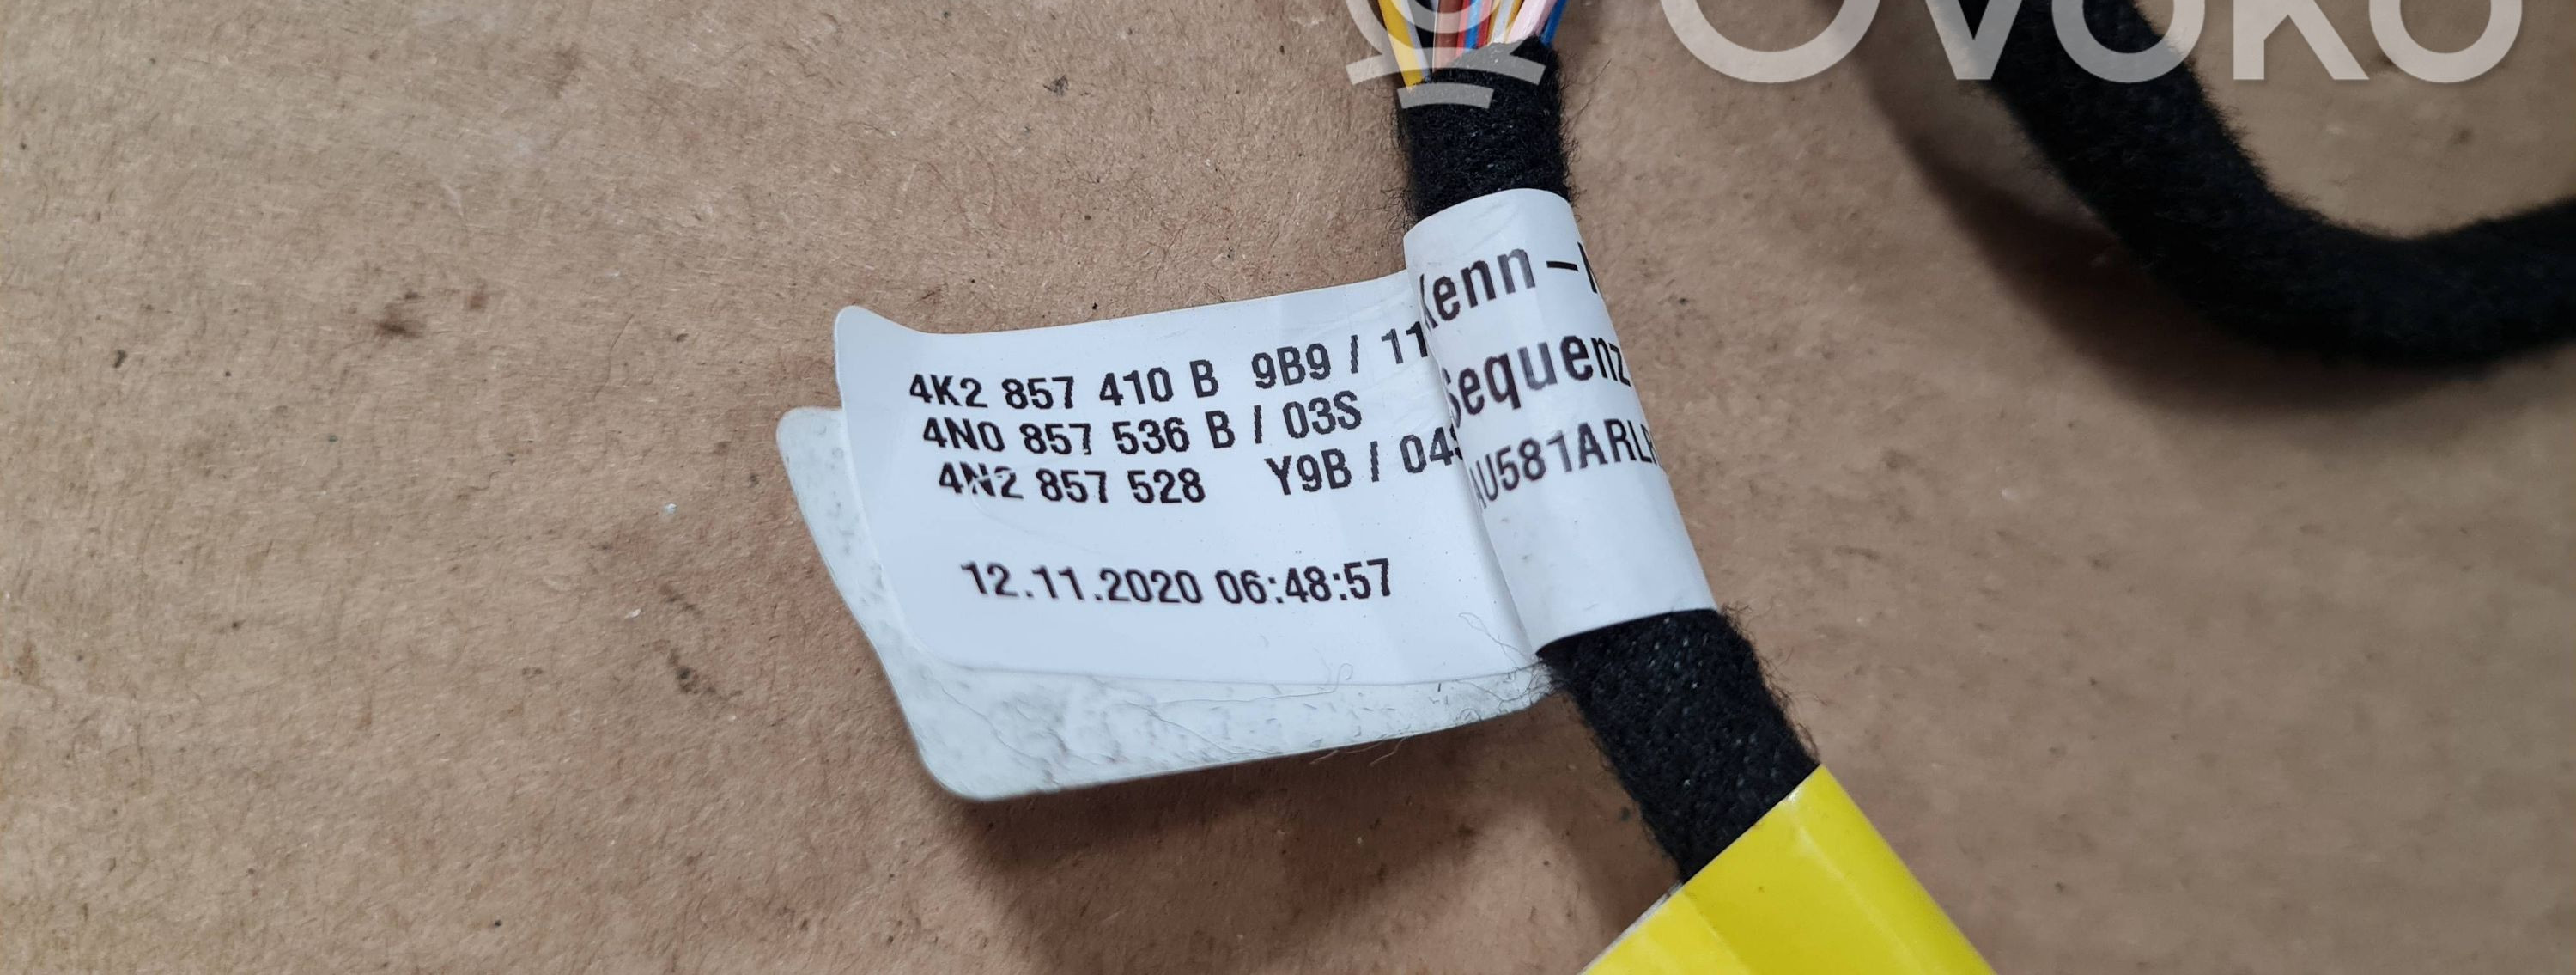 OVOKO
Kenn-
Sequenz
AU581ARL
4K2 857 410 B 9B9 / 11
4N0 857 536 B / 03S
4N2 857 528 Y9B / 04
12.11.2020 06:48:57